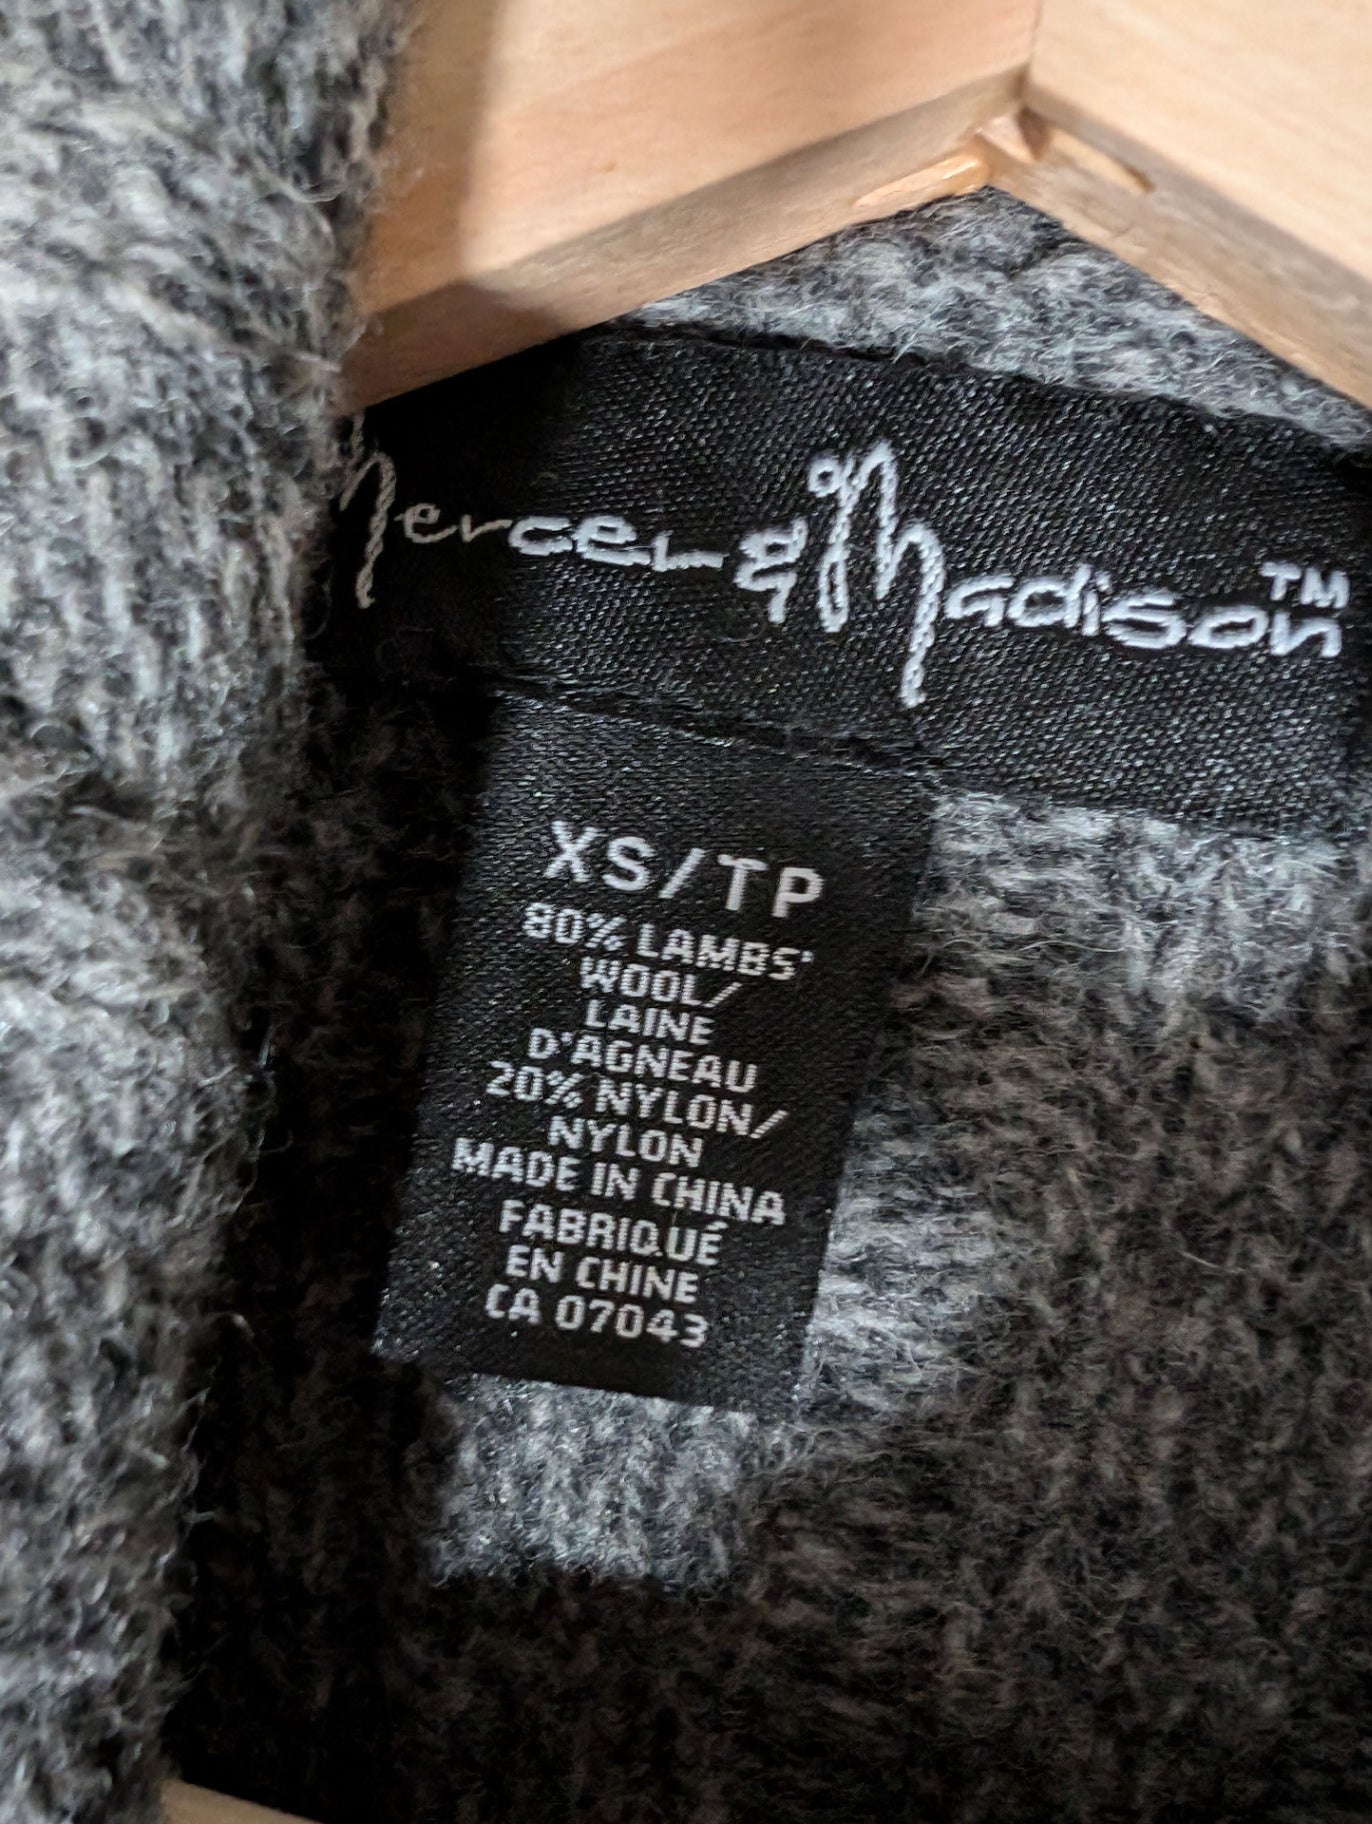 Mercer & Madison™
XS/TP
80% LAMBS'
WOOL/
LAINE
D'AGNEAU
20% NYLON/
NYLON
MADE IN CHINA
FABRIQUÉ
EN CHINE
CA 07043